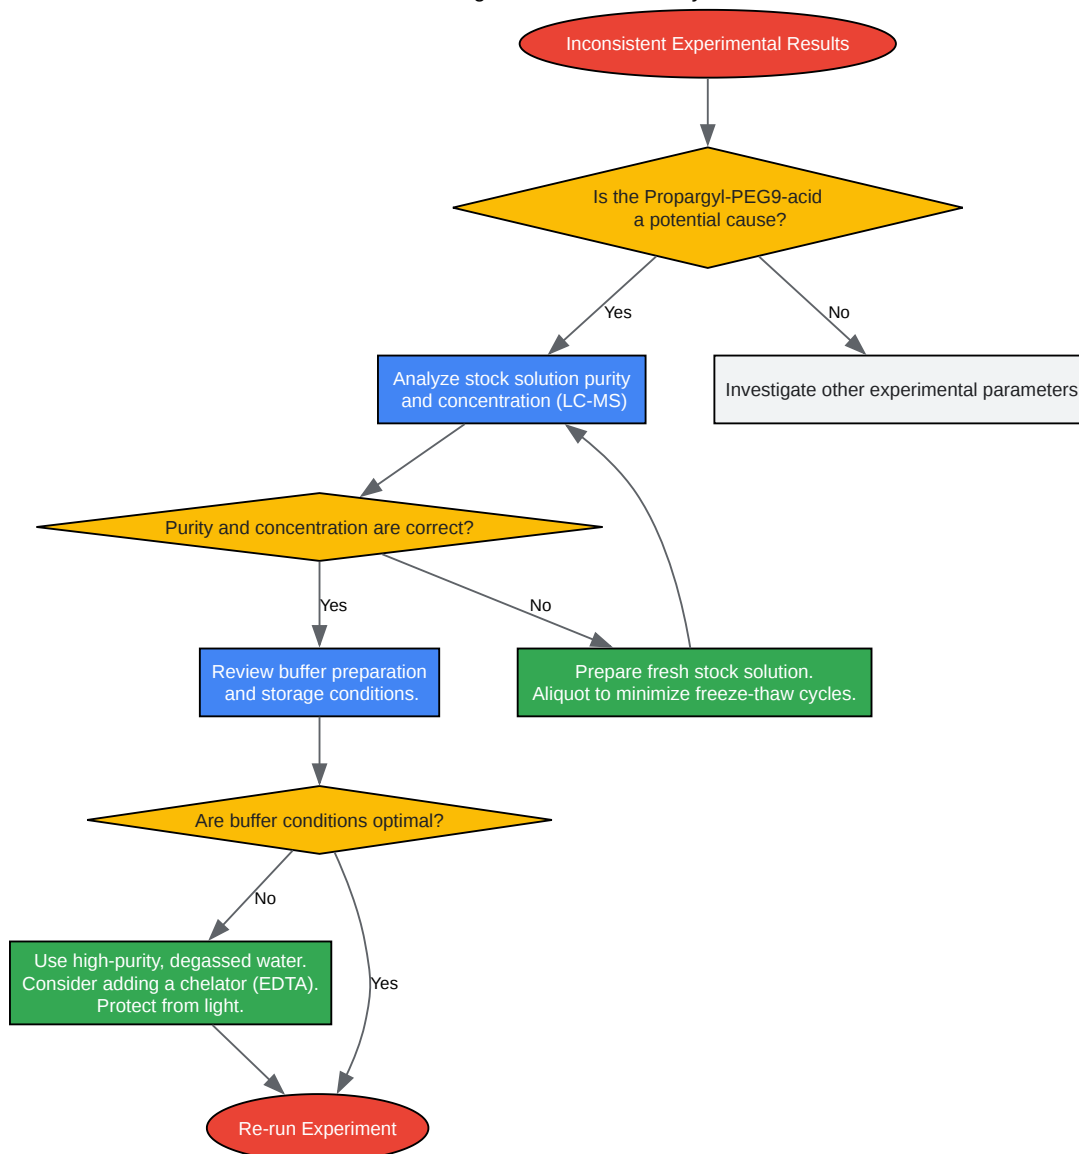 Inconsistent Experimental Results
Is the Propargyl-PEG9-acid
a potential cause?
Yes
No
Analyze stock solution purity
and concentration (LC-MS)
Investigate other experimental parameters
Purity and concentration are correct?
Yes
No
Review buffer preparation
and storage conditions.
Prepare fresh stock solution.
Aliquot to minimize freeze-thaw cycles.
Are buffer conditions optimal?
No
Yes
Use high-purity, degassed water.
Consider adding a chelator (EDTA).
Protect from light.
Re-run Experiment